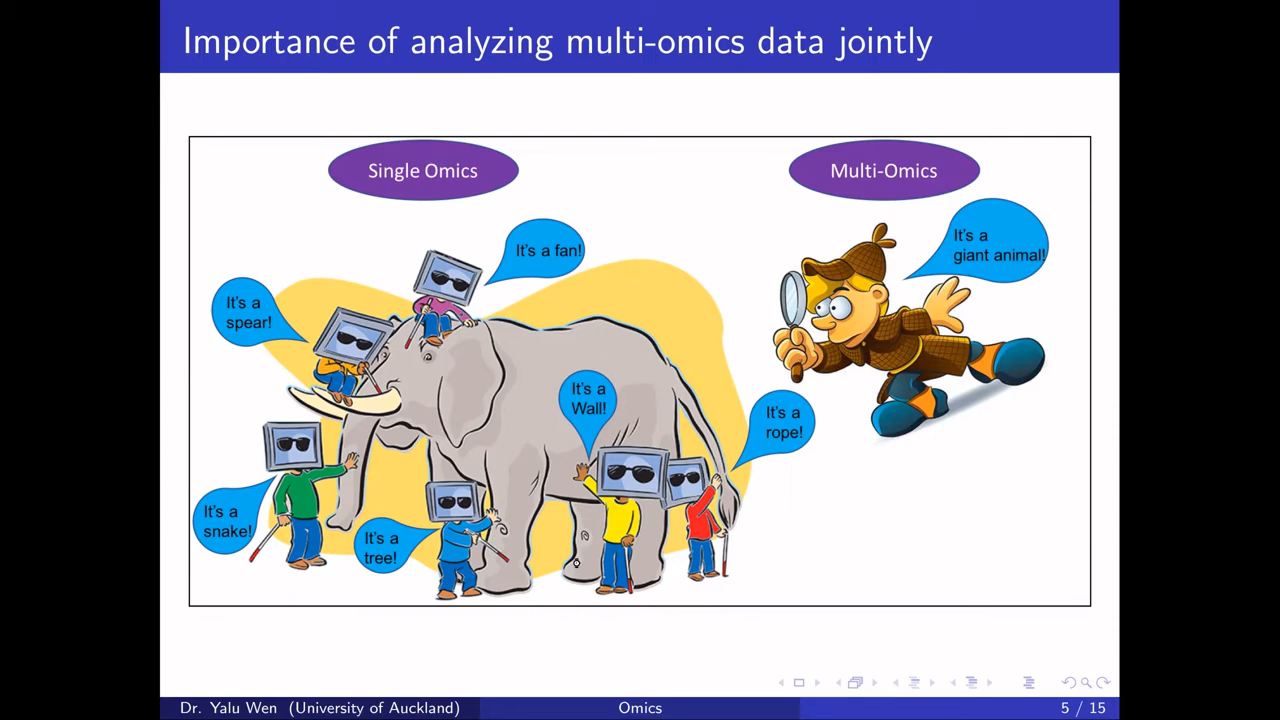 Importance of analyzing multi-omics data jointly
Single Omics
Multi-Omics
It's a fan!
It's a
giant animal!
It's a
spear!
It's a
Wall!
It's a
rope!
It's a
snake!
It's a
tree!
Dr. Yalu Wen (University of Auckland)
Omics
5 / 15